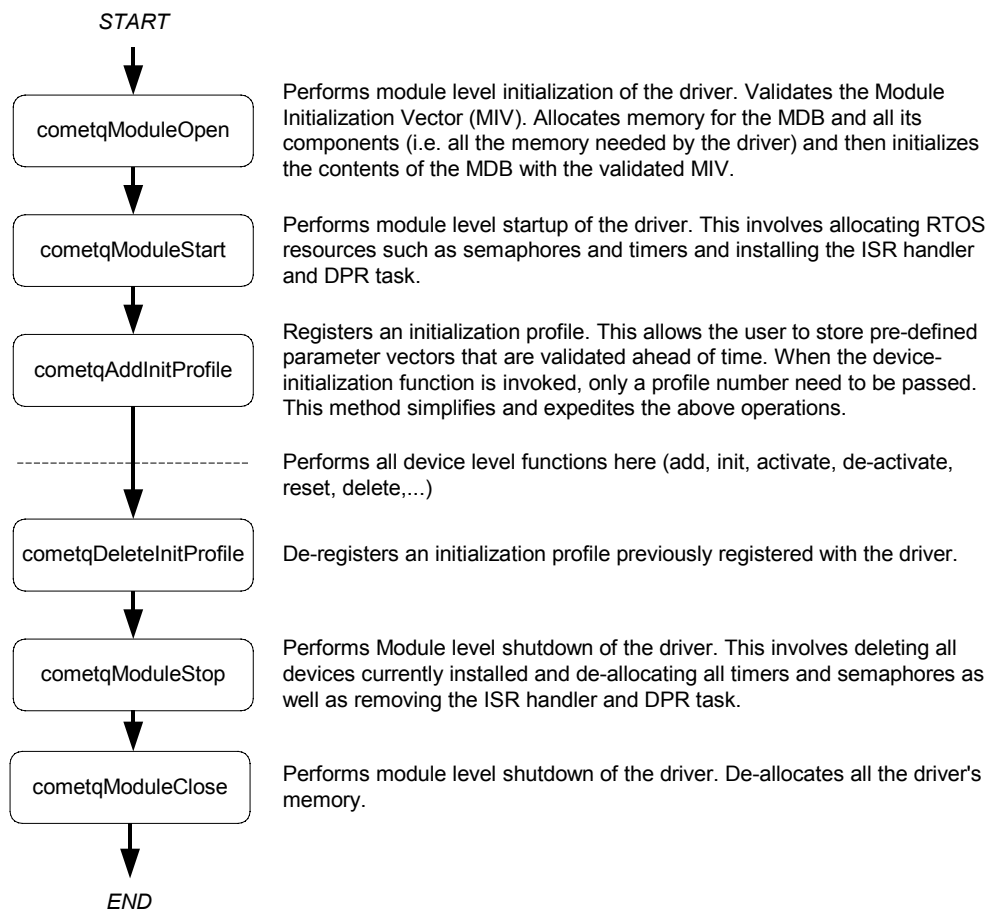 START
cometqModuleOpen
Performs module level initialization of the driver. Validates the Module
Initialization Vector (MIV). Allocates memory for the MDB and all its
components (i.e. all the memory needed by the driver) and then initializes
the contents of the MDB with the validated MIV.
cometqModuleStart
Performs module level startup of the driver. This involves allocating RTOS
resources such as semaphores and timers and installing the ISR handler
and DPR task.
cometqAddInitProfile
Registers an initialization profile. This allows the user to store pre-defined
parameter vectors that are validated ahead of time. When the device-
initialization function is invoked, only a profile number need to be passed.
This method simplifies and expedites the above operations.
Performs all device level functions here (add, init, activate, de-activate,
reset, delete,...)
cometqDeleteInitProfile
De-registers an initialization profile previously registered with the driver.
cometqModuleStop
Performs Module level shutdown of the driver. This involves deleting all
devices currently installed and de-allocating all timers and semaphores as
well as removing the ISR handler and DPR task.
cometqModuleClose
Performs module level shutdown of the driver. De-allocates all the driver's
memory.
END